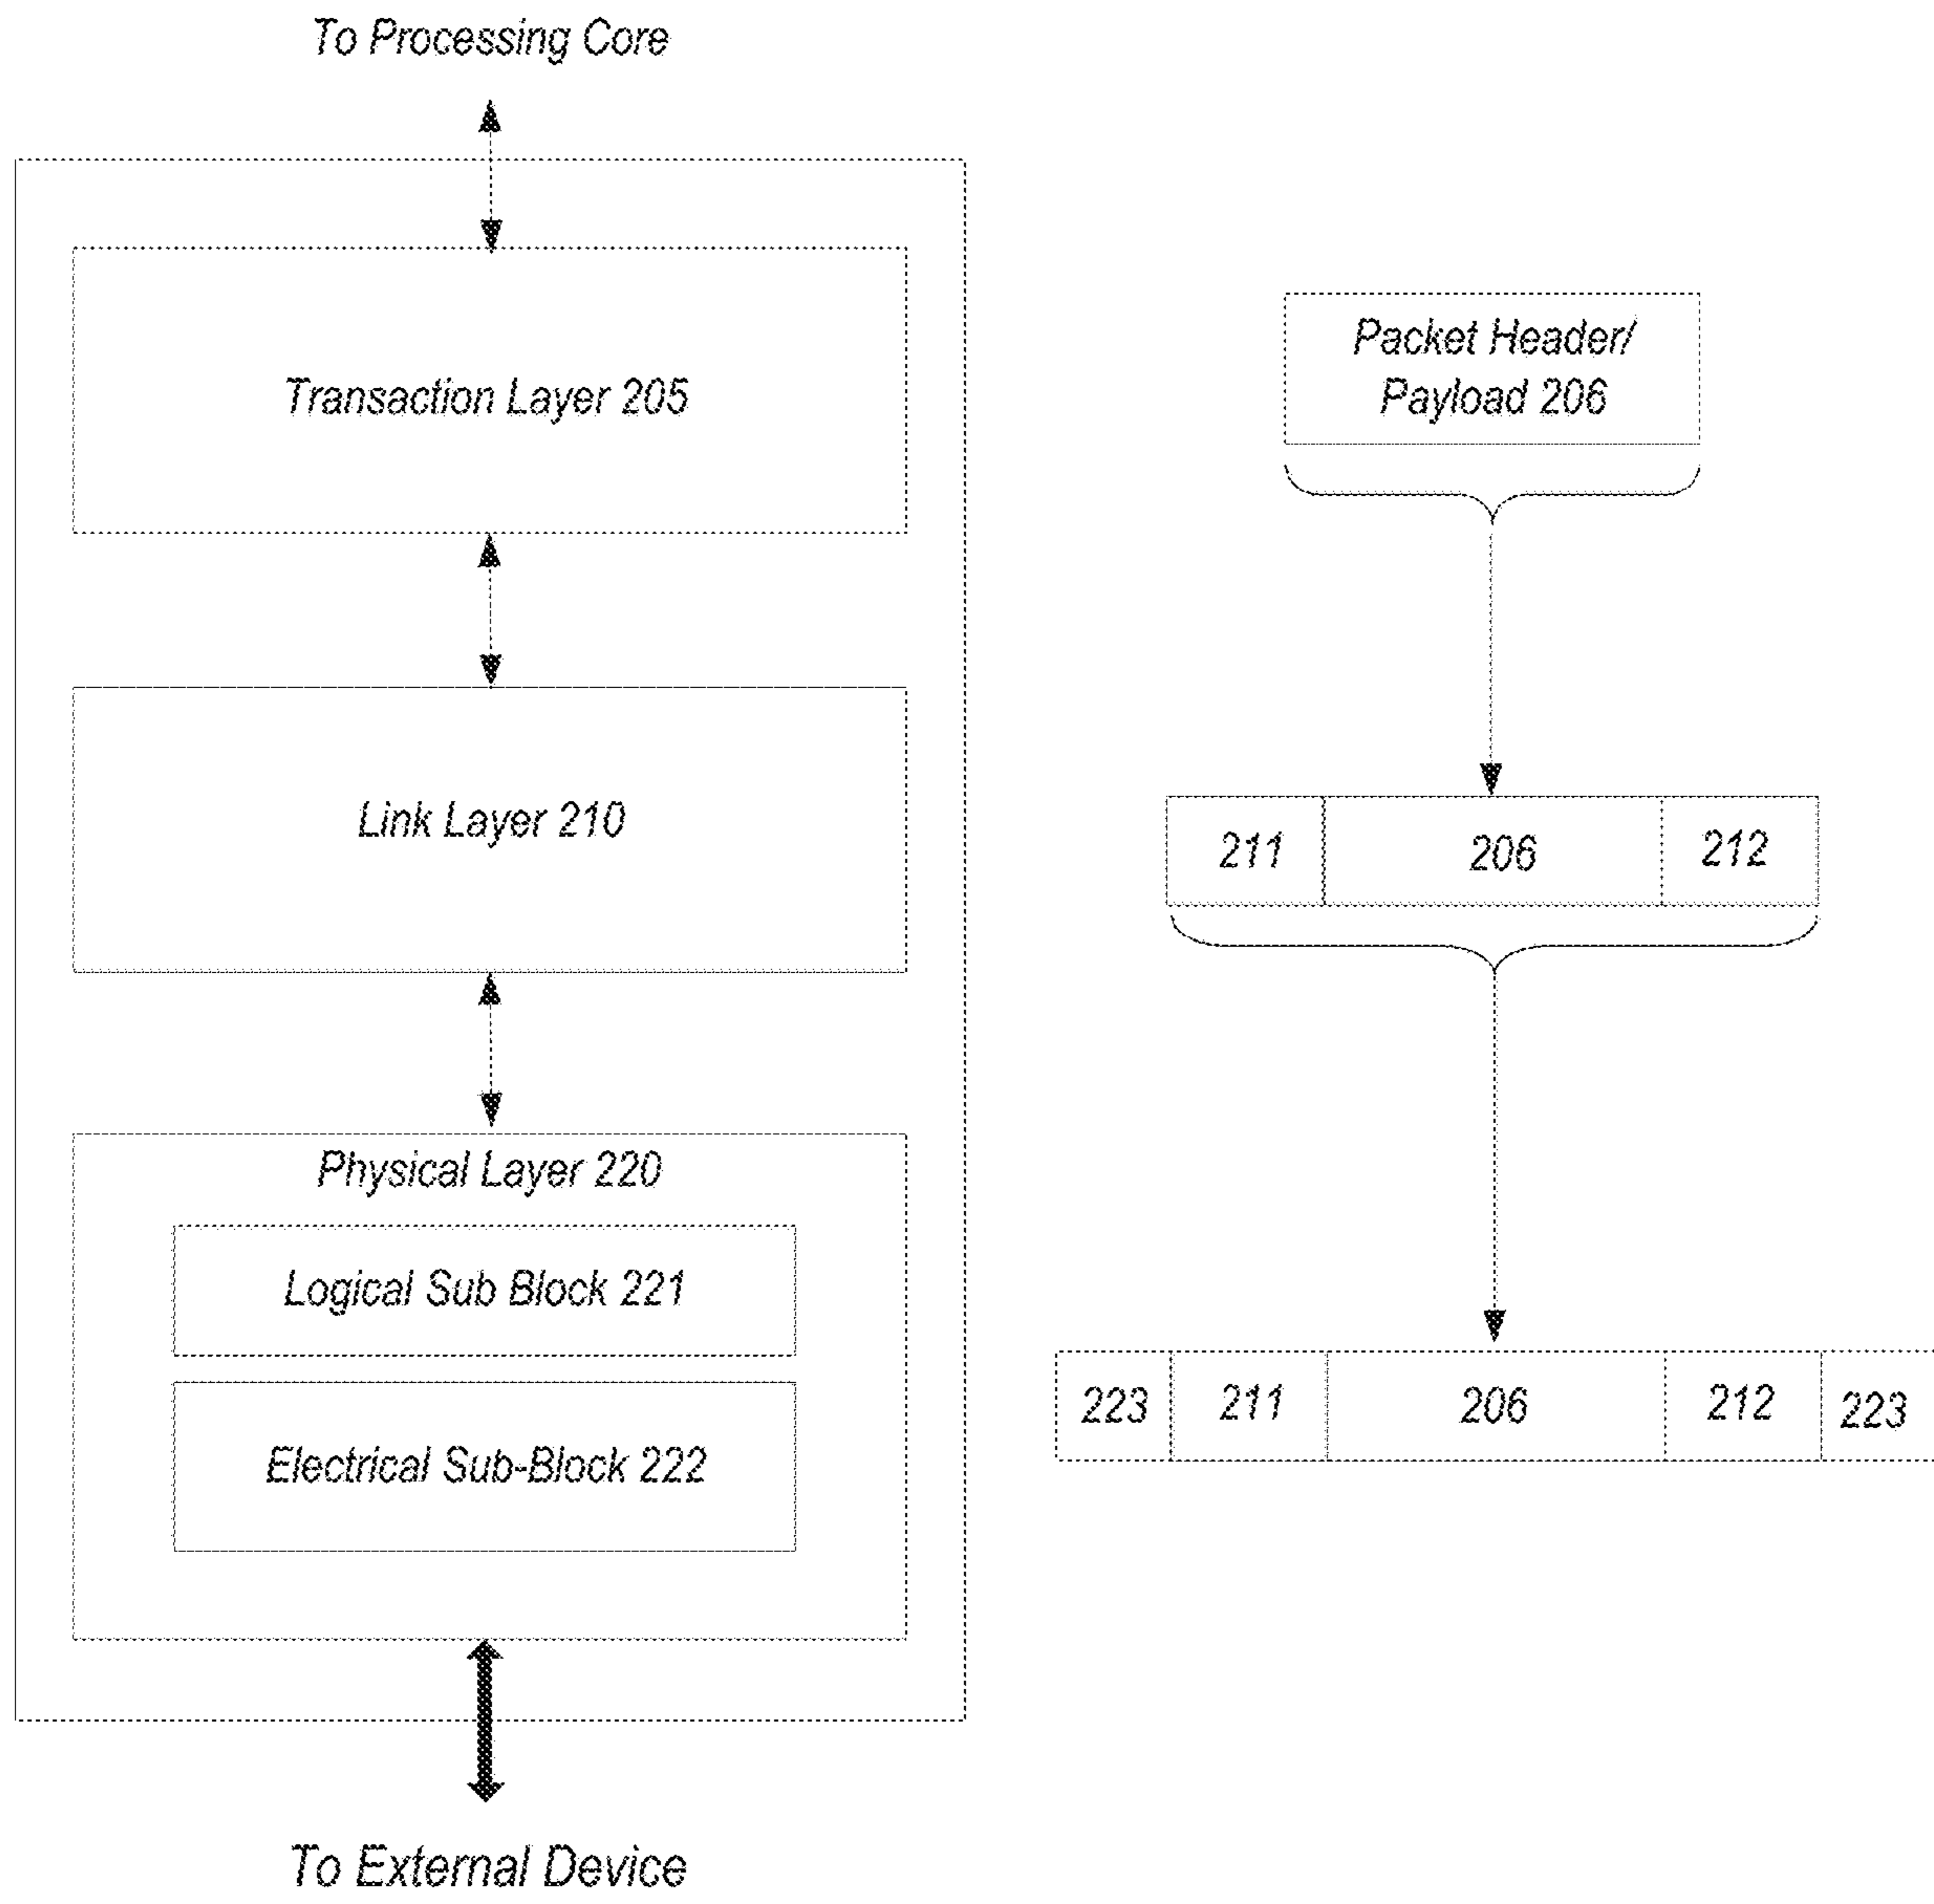 To Processing Core
Transaction Layer 205
Packet Header/
Payload 206
Link Layer 210
211 206 212
Physical Layer 220
Logical Sub Block 221
Electrical Sub-Block 222
223 211 206 212 223
To External Device